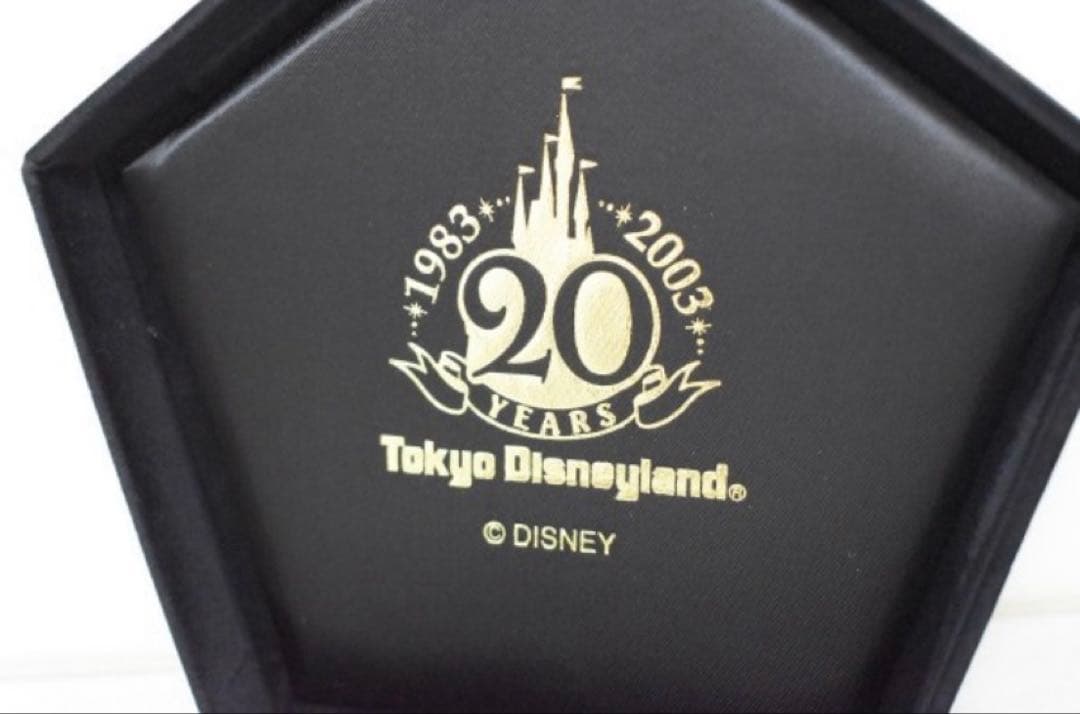 1983
2003
20
YEARS
Tokyo Disneyland®
© DISNEY